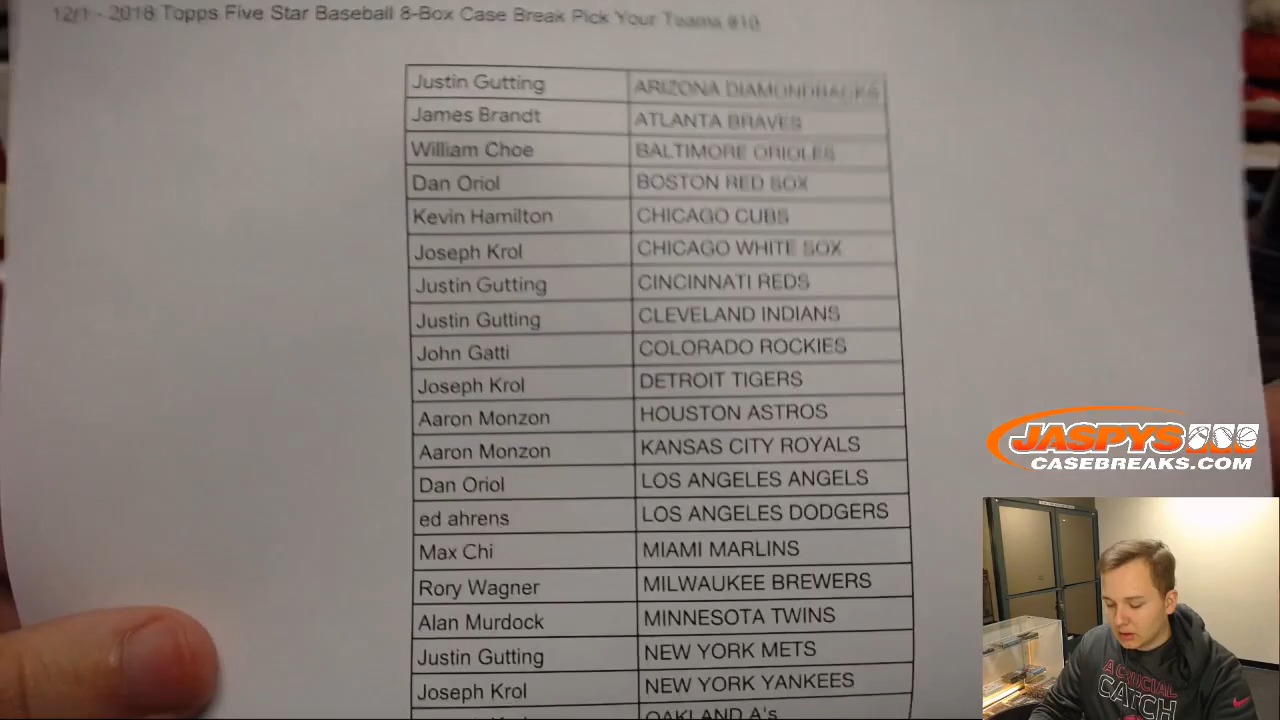 12/1 - 2018 Topps Five Star Baseball 8-Box Case Break Pick Your Teams #10
Justin Gutting ARIZONA DIAMONDBACKS
James Brandt ATLANTA BRAVES
William Choe BALTIMORE ORIOLES
Dan Oriol BOSTON RED SOX
Kevin Hamilton CHICAGO CUBS
Joseph Krol CHICAGO WHITE SOX
Justin Gutting CINCINNATI REDS
Justin Gutting CLEVELAND INDIANS
John Gatti COLORADO ROCKIES
Joseph Krol DETROIT TIGERS
Aaron Monzon HOUSTON ASTROS
Aaron Monzon KANSAS CITY ROYALS
Dan Oriol LOS ANGELES ANGELS
ed ahrens LOS ANGELES DODGERS
Max Chi MIAMI MARLINS
Rory Wagner MILWAUKEE BREWERS
Alan Murdock MINNESOTA TWINS
Justin Gutting NEW YORK METS
Joseph Krol NEW YORK YANKEES
OAKLAND A's
JASPYS
CASEBREAKS.COM
A CRUCIAL
CATCH